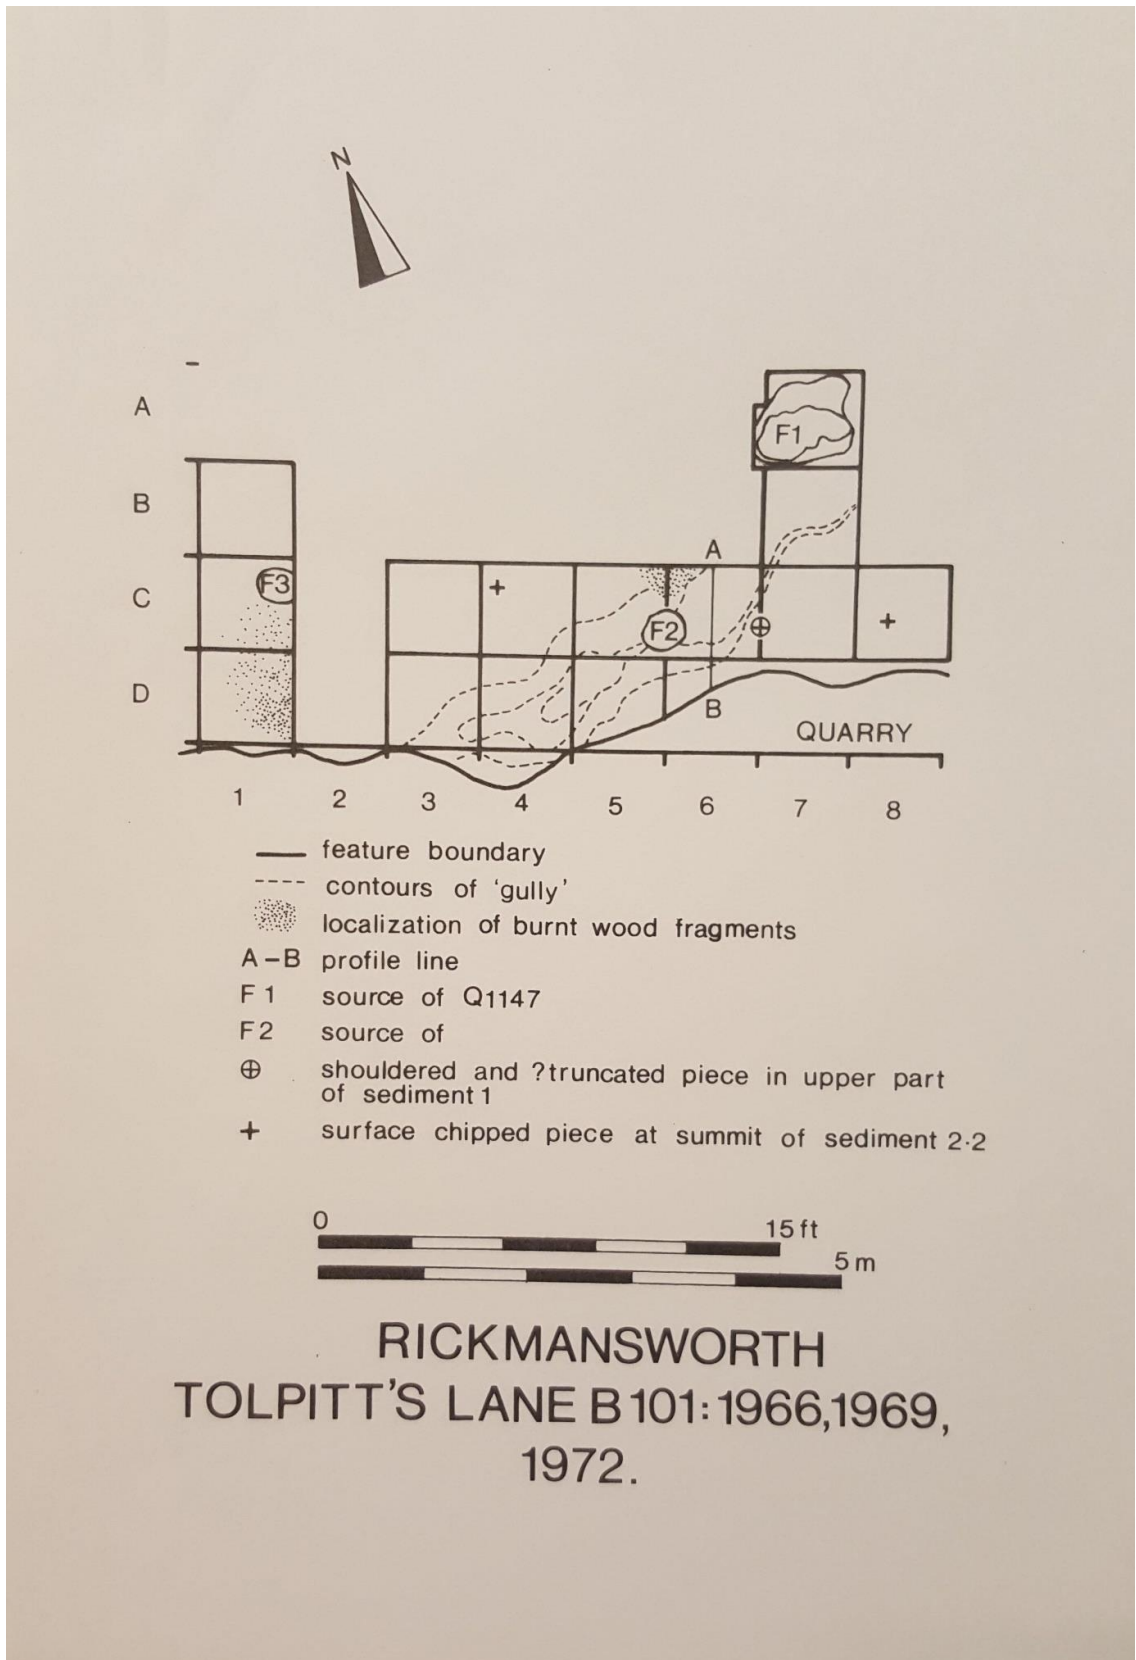 N
A
B
C
D
F1
F3
A
F2
B
QUARRY
1 2 3 4 5 6 7 8
feature boundary
contours of ‘gully’
localization of burnt wood fragments
A–B profile line
F1 source of Q1147
F2 source of
⊕ shouldered and ?truncated piece in upper part
of sediment 1
+ surface chipped piece at summit of sediment 2·2
0 15 ft
5 m
RICKMANSWORTH
TOLPITT’S LANE B101: 1966,1969,
1972.